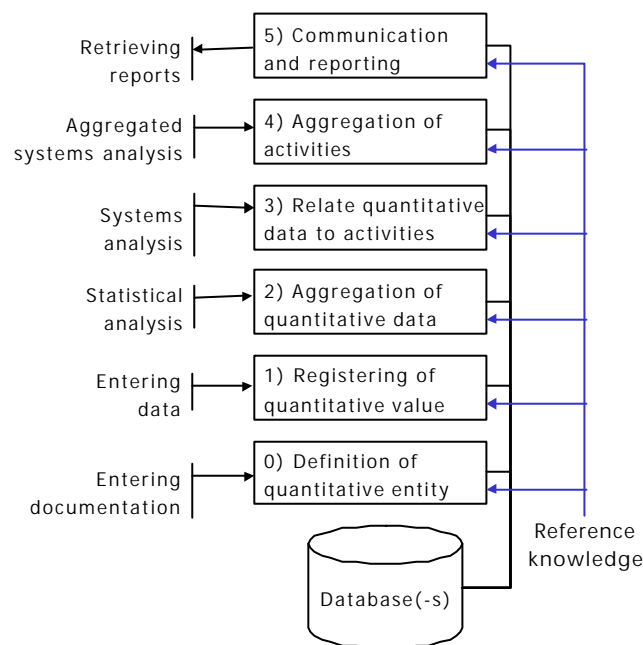 Retrieving
reports
5) Communication
and reporting
Aggregated
systems analysis
4) Aggregation of
activities
Systems
analysis
3) Relate quantitative
data to activities
Statistical
analysis
2) Aggregation of
quantitative data
Entering
data
1) Registering of
quantitative value
Entering
documentation
0) Definition of
quantitative entity
Reference
knowledge
Database(-s)